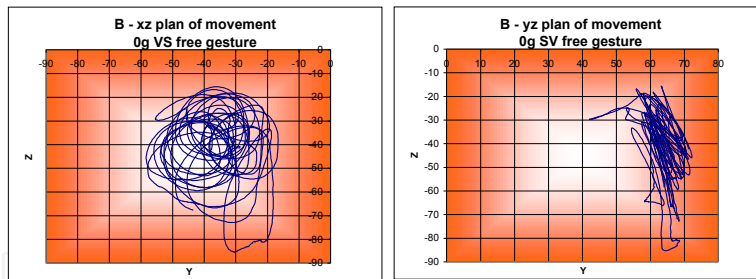 B - xz plan of movement
0g VS free gesture
-90 -80 -70 -60 -50 -40 -30 -20 -10 0
0
-10
-20
-30
-40
-50
-60
-70
-80
-90
Z
Y
B - yz plan of movement
0g SV free gesture
0 10 20 30 40 50 60 70 80
0
-10
-20
-30
-40
-50
-60
-70
-80
-90
Z
Y